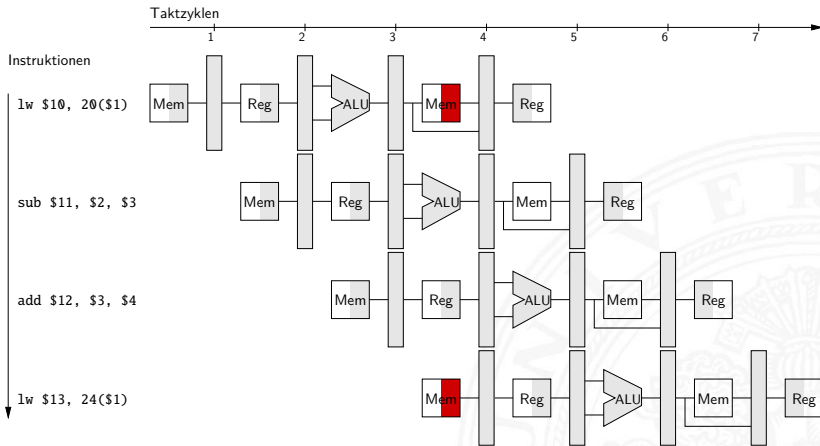 Taktzyklen
1 2 3 4 5 6 7
Instruktionen
lw $10, 20($1)
Mem Reg ALU Mem Reg
sub $11, $2, $3
Mem Reg ALU Mem Reg
add $12, $3, $4
Mem Reg ALU Mem Reg
lw $13, 24($1)
Mem Reg ALU Mem Reg